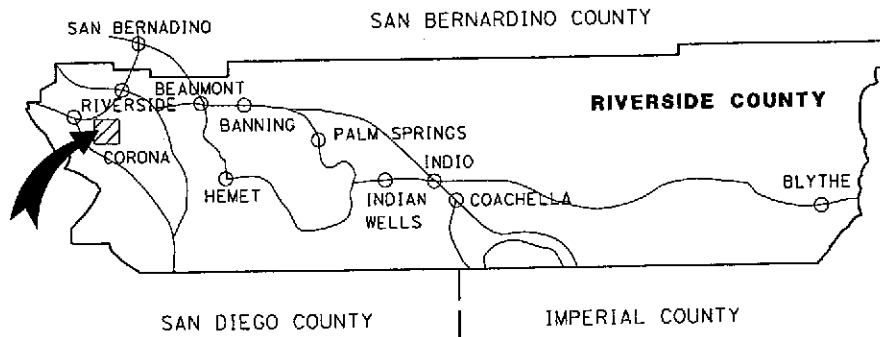 SAN BERNARDINO COUNTY
SAN BERNADINO
BEAUMONT
RIVERSIDE
RIVERSIDE COUNTY
BANNING
PALM SPRINGS
CORONA
INDIO
HEMET
INDIAN
WELLS
COACHELLA
BLYTHE
SAN DIEGO COUNTY
IMPERIAL COUNTY